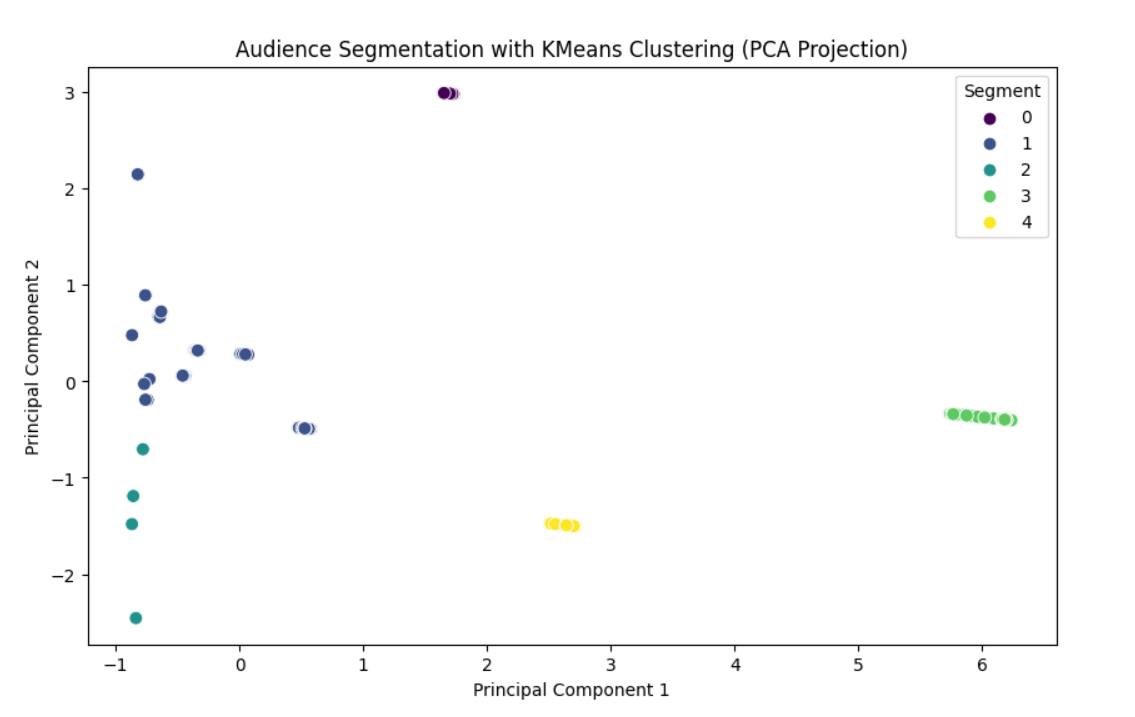 Audience Segmentation with KMeans Clustering (PCA Projection)
Segment
0
1
2
3
4
Principal Component 2
3
2
1
0
−1
−2
−1 0 1 2 3 4 5 6
Principal Component 1